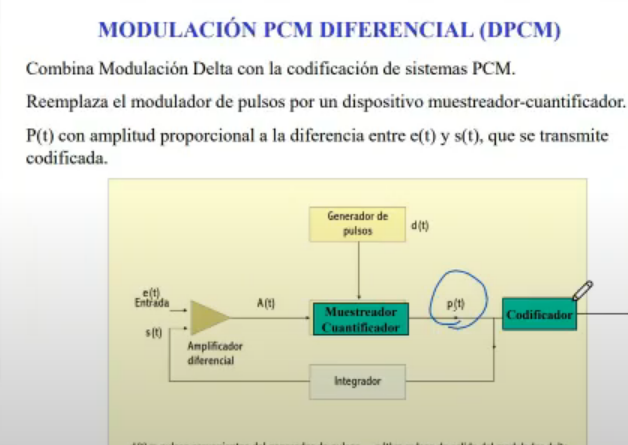 MODULACIÓN PCM DIFERENCIAL (DPCM)
Combina Modulación Delta con la codificación de sistemas PCM.
Reemplaza el modulador de pulsos por un dispositivo muestreador-cuantificador.
P(t) con amplitud proporcional a la diferencia entre e(t) y s(t), que se transmite
codificada.
Generador de
pulsos
d(t)
e(t)
Entrada
A(t)
Muestreador
Cuantificador
p(t)
Codificador
s(t)
Amplificador
diferencial
Integrador